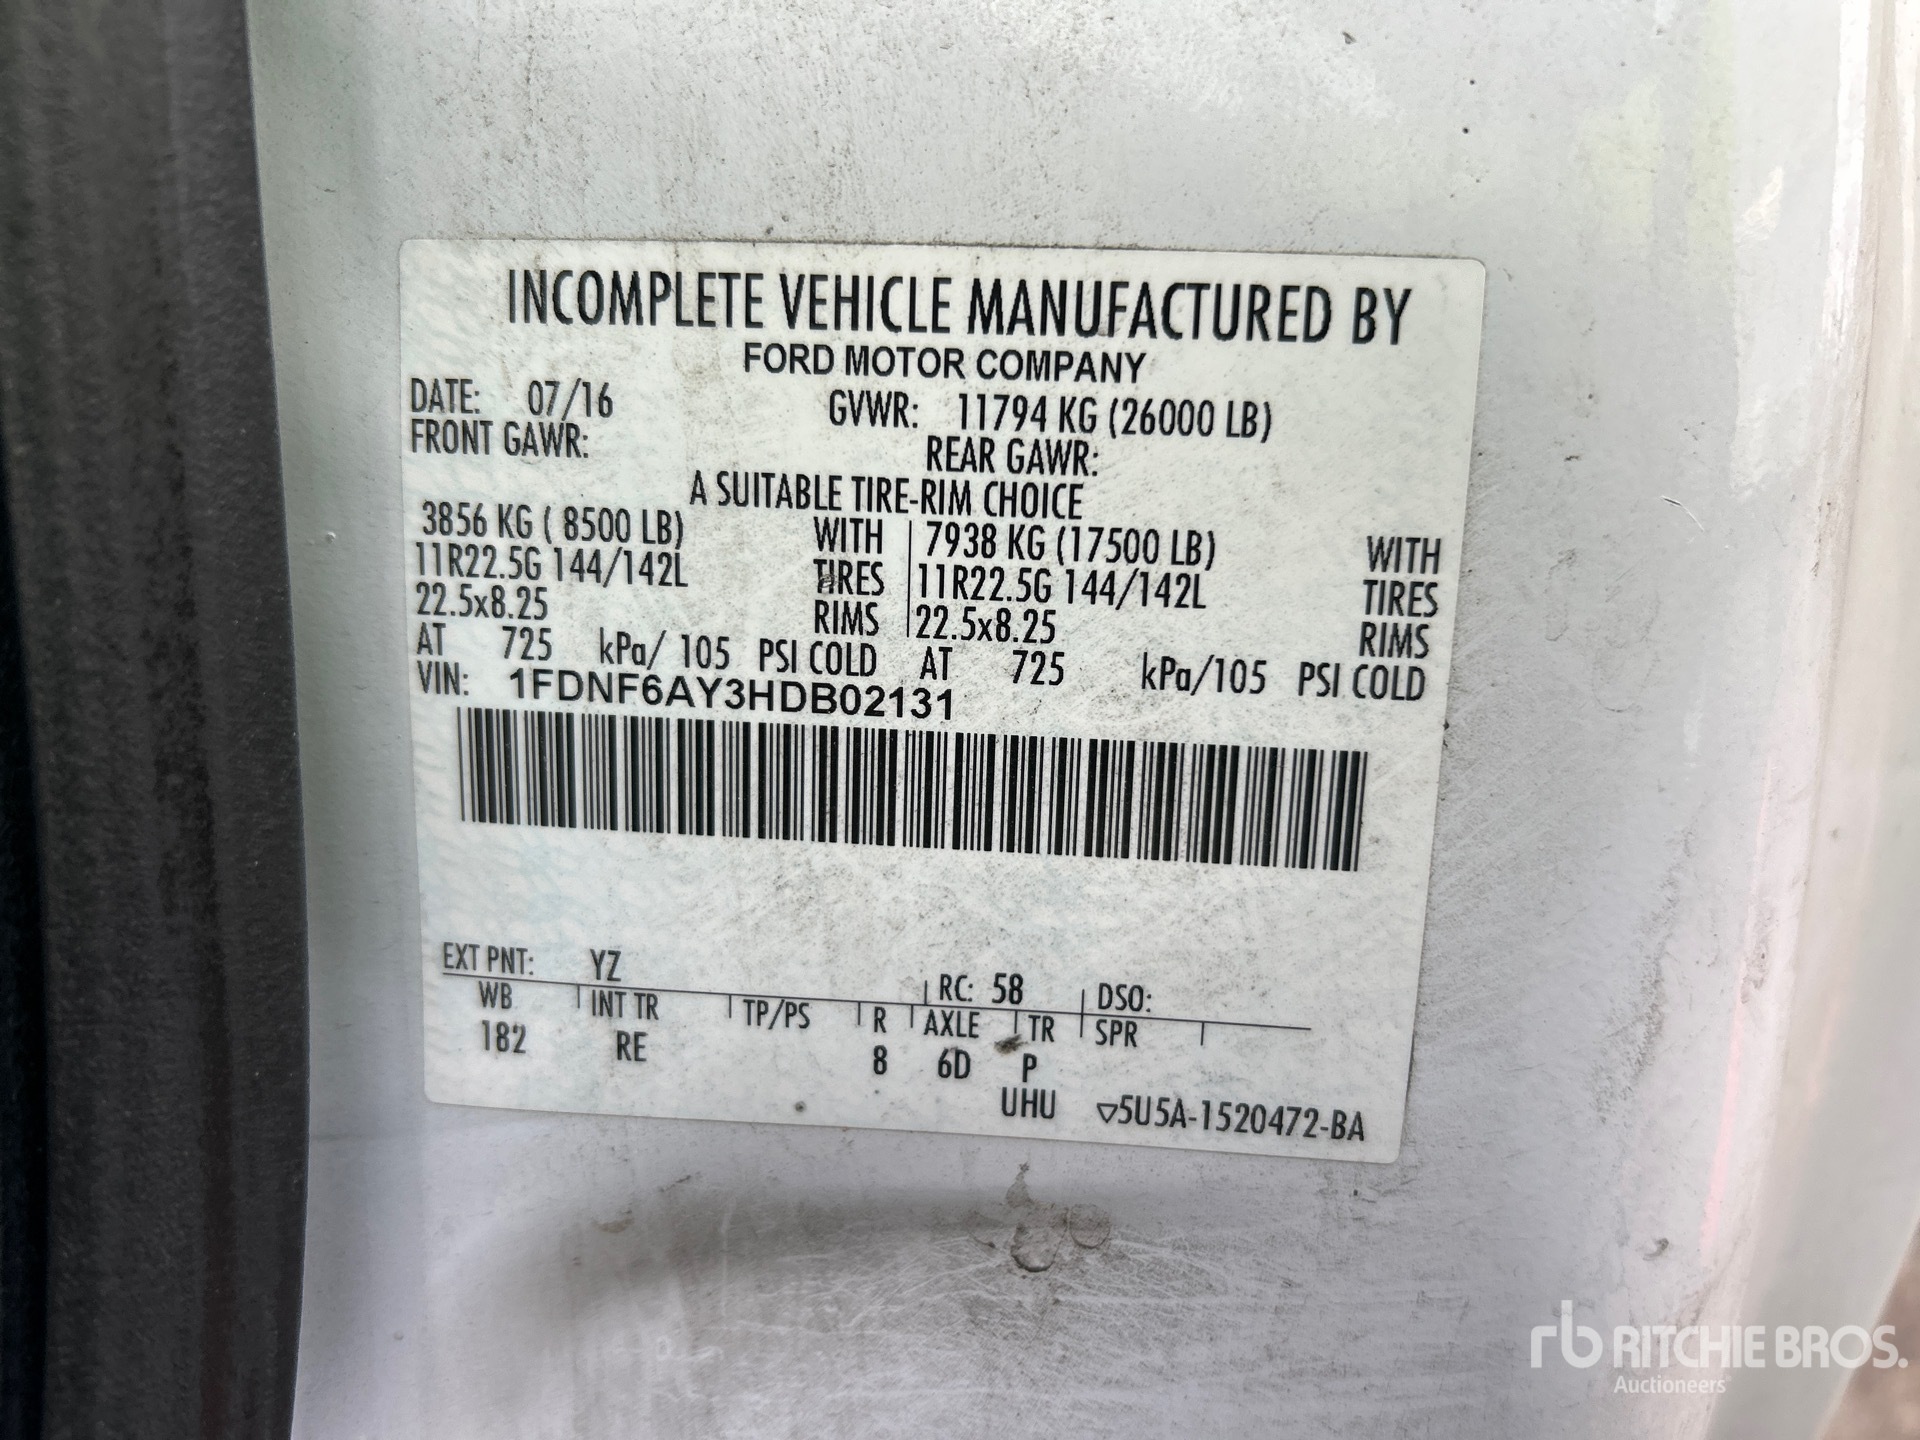 INCOMPLETE VEHICLE MANUFACTURED BY
FORD MOTOR COMPANY
DATE: 07/16 GVWR: 11794 KG (26000 LB)
FRONT GAWR: REAR GAWR:
A SUITABLE TIRE-RIM CHOICE
3856 KG ( 8500 LB) WITH 7938 KG (17500 LB) WITH
11R22.5G 144/142L TIRES 11R22.5G 144/142L TIRES
22.5x8.25 RIMS 22.5x8.25 RIMS
AT 725 kPa/ 105 PSI COLD AT 725 kPa/105 PSI COLD
VIN: 1FDNF6AY3HDB02131
EXT PNT: YZ RC: 58 DSO:
WB INT TR TP/PS R AXLE TR SPR
182 RE 8 6D P
UHU ▽5U5A-1520472-BA
rb RITCHIE BROS.
Auctioneers